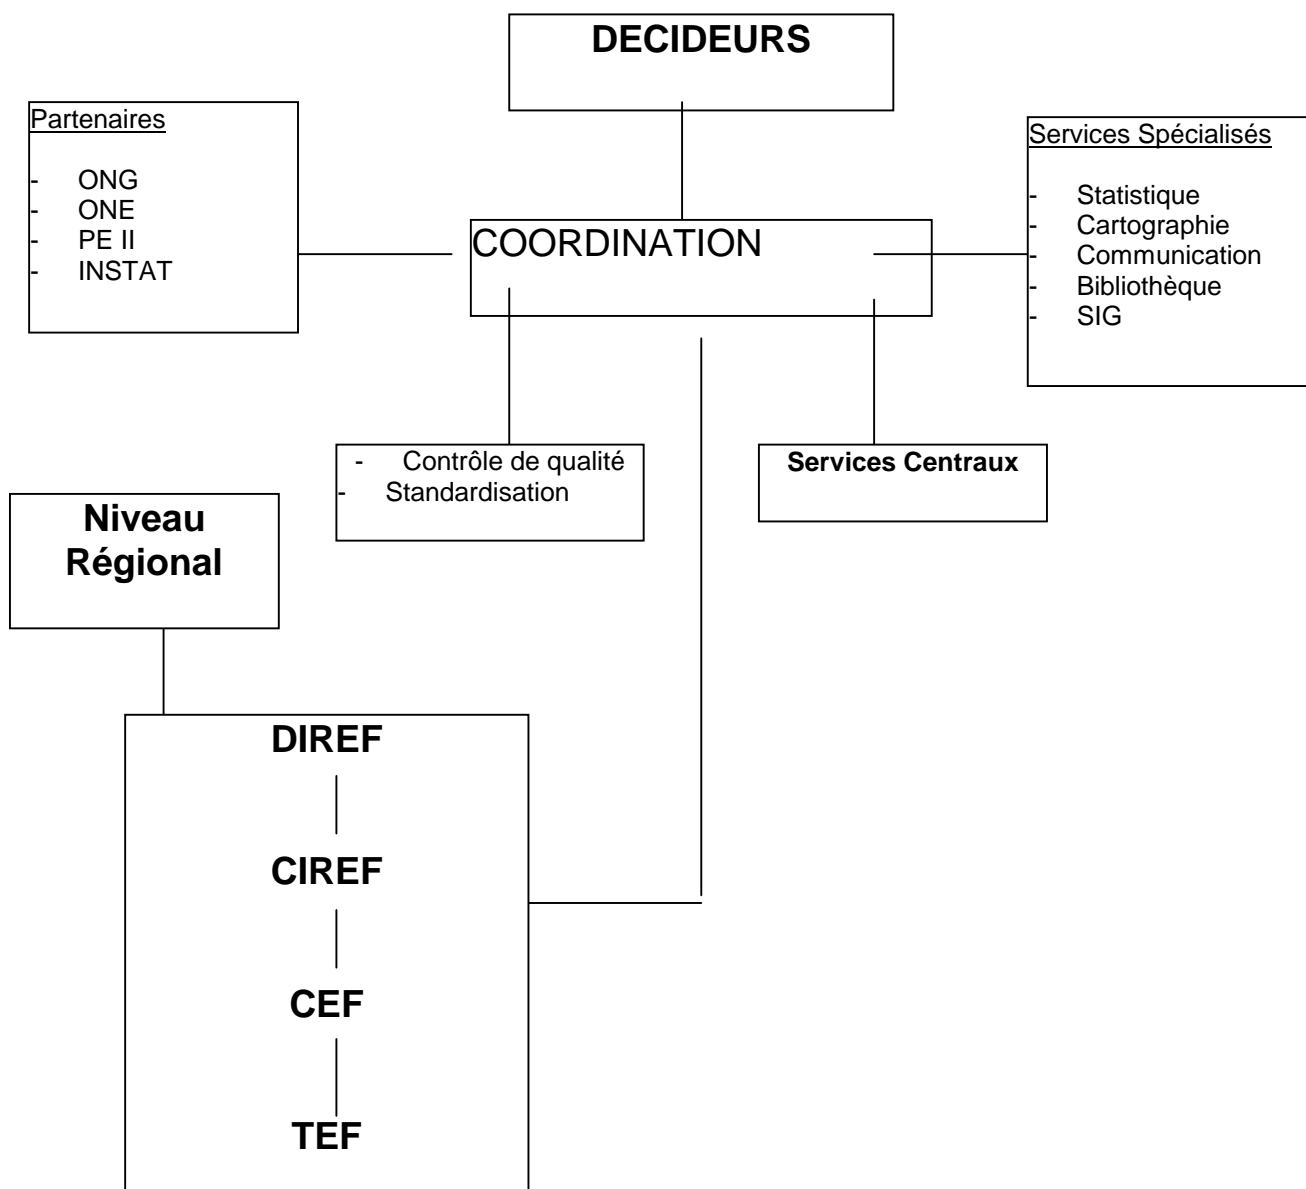 DECIDEURS
Partenaires
- ONG
- ONE
- PE II
- INSTAT
Services Spécialisés
- Statistique
- Cartographie
- Communication
- Bibliothèque
- SIG
COORDINATION
- Contrôle de qualité
- Standardisation
Services Centraux
Niveau
Régional
DIREF
CIREF
CEF
TEF